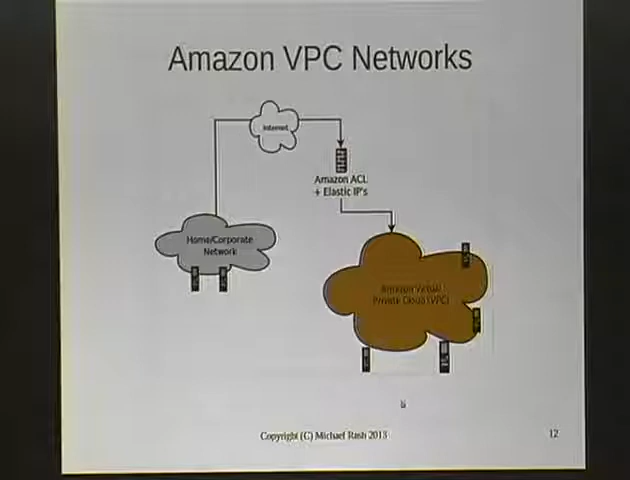 Amazon VPC Networks
Internet
Amazon ACL
+ Elastic IP's
Home/Corporate
Network
Amazon Virtual
Private Cloud (VPC)
Copyright (C) Michael Rash 2013
12